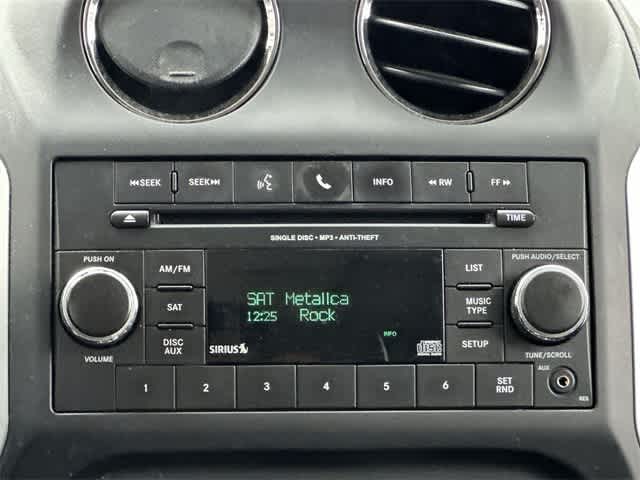 SEEK SEEK INFO RW FF
TIME
SINGLE DISC • MP3 • ANTI-THEFT
PUSH ON
PUSH AUDIO/SELECT
AM/FM
LIST
SAT
MUSIC
TYPE
DISC
AUX
SETUP
SAT Metallca
12:25 Rock
INFO
SIRIUS
VOLUME
TUNE/SCROLL
AUX
1 2 3 4 5 6
SET
RND
RES